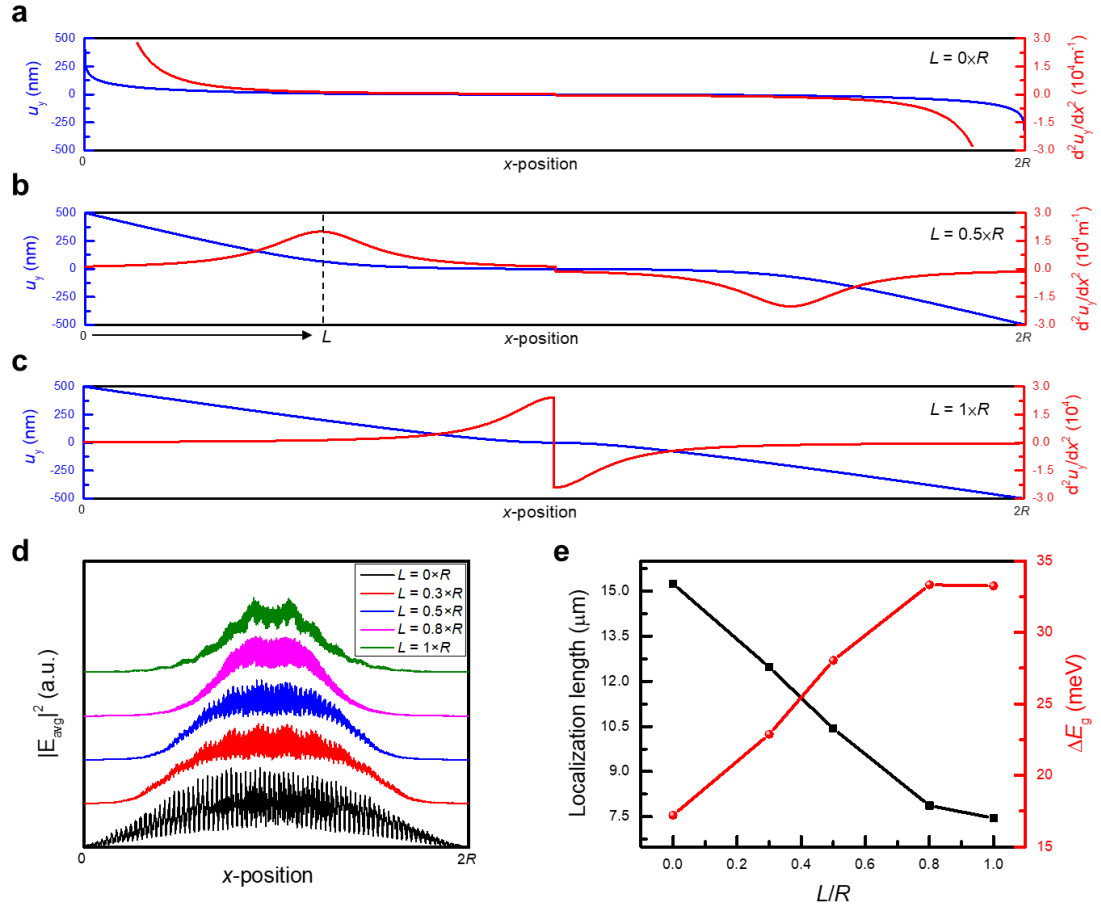 a
500
250
0
-250
-500
u_y (nm)
L = 0×R
3.0
1.5
0.0
-1.5
-3.0
d²u_y/dx² (10⁴m⁻¹)
0
x-position
2R
b
500
250
0
-250
-500
u_y (nm)
L = 0.5×R
3.0
1.5
0.0
-1.5
-3.0
d²u_y/dx² (10⁴m⁻¹)
0
L
x-position
2R
c
500
250
0
-250
-500
u_y (nm)
L = 1×R
3.0
1.5
0.0
-1.5
-3.0
d²u_y/dx² (10⁴)
0
x-position
2R
d
|E_avg|² (a.u.)
L = 0×R
L = 0.3×R
L = 0.5×R
L = 0.8×R
L = 1×R
0
2R
x-position
e
Localization length (μm)
15.0
13.5
12.0
10.5
9.0
7.5
35
30
25
20
15
ΔE_g (meV)
0.0 0.2 0.4 0.6 0.8 1.0
L/R